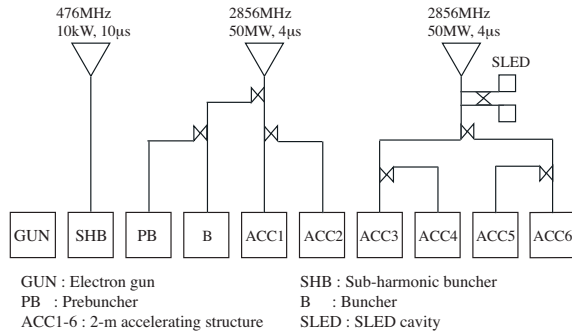 476MHz
10kW, 10μs
2856MHz
50MW, 4μs
2856MHz
50MW, 4μs
SLED
GUN
SHB
PB
B
ACC1
ACC2
ACC3
ACC4
ACC5
ACC6
GUN : Electron gun
SHB : Sub-harmonic buncher
PB : Prebuncher
B : Buncher
ACC1-6 : 2-m accelerating structure
SLED : SLED cavity